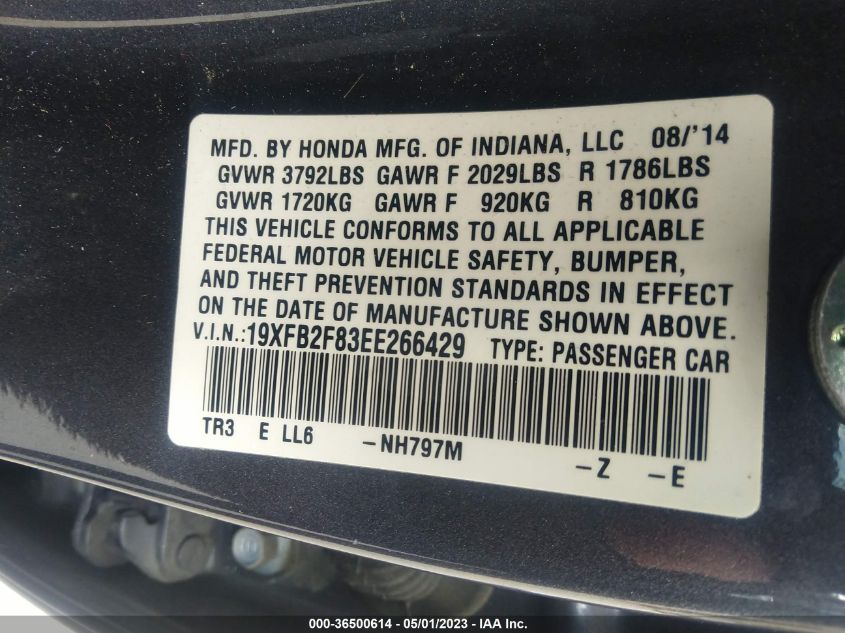 MFD. BY HONDA MFG. OF INDIANA, LLC 08/'14
GVWR 3792LBS GAWR F 2029LBS R 1786LBS
GVWR 1720KG GAWR F 920KG R 810KG
THIS VEHICLE CONFORMS TO ALL APPLICABLE
FEDERAL MOTOR VEHICLE SAFETY, BUMPER,
AND THEFT PREVENTION STANDARDS IN EFFECT
ON THE DATE OF MANUFACTURE SHOWN ABOVE.
V.I.N.:19XFB2F83EE266429 TYPE: PASSENGER CAR
TR3 E LL6 -NH797M -Z -E
000-36500614 - 05/01/2023 - IAA Inc.